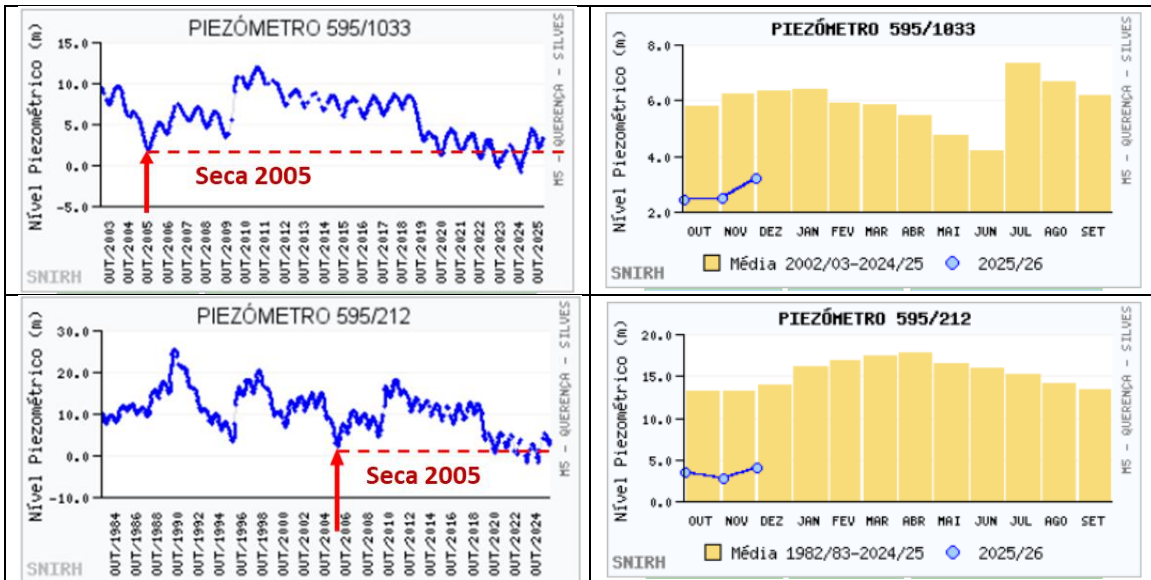 PIEZÓMETRO 595/1033
Nível Piezométrico (m)
15.0
10.0
5.0
0.0
-5.0
Seca 2005
OUT/2003
OUT/2004
OUT/2005
OUT/2006
OUT/2007
OUT/2008
OUT/2009
OUT/2010
OUT/2011
OUT/2012
OUT/2013
OUT/2014
OUT/2015
OUT/2016
OUT/2017
OUT/2018
OUT/2019
OUT/2020
OUT/2021
OUT/2022
OUT/2023
OUT/2024
OUT/2025
M5 - QUERENÇA - SILVES
SNIRH
PIEZÓMETRO 595/1033
Nível Piezométrico (m)
8.0
6.0
4.0
2.0
OUT NOV DEZ JAN FEV MAR ABR MAI JUN JUL AGO SET
Média 2002/03-2024/25 2025/26
M5 - QUERENÇA - SILVES
SNIRH
PIEZÓMETRO 595/212
Nível Piezométrico (m)
30.0
20.0
10.0
0.0
-10.0
Seca 2005
OUT/1984
OUT/1986
OUT/1988
OUT/1990
OUT/1992
OUT/1994
OUT/1996
OUT/1998
OUT/2000
OUT/2002
OUT/2004
OUT/2006
OUT/2008
OUT/2010
OUT/2012
OUT/2014
OUT/2016
OUT/2018
OUT/2020
OUT/2022
OUT/2024
M5 - QUERENÇA - SILVES
SNIRH
PIEZÓMETRO 595/212
Nível Piezométrico (m)
20.0
15.0
10.0
5.0
0.0
OUT NOV DEZ JAN FEV MAR ABR MAI JUN JUL AGO SET
Média 1982/83-2024/25 2025/26
M5 - QUERENÇA - SILVES
SNIRH